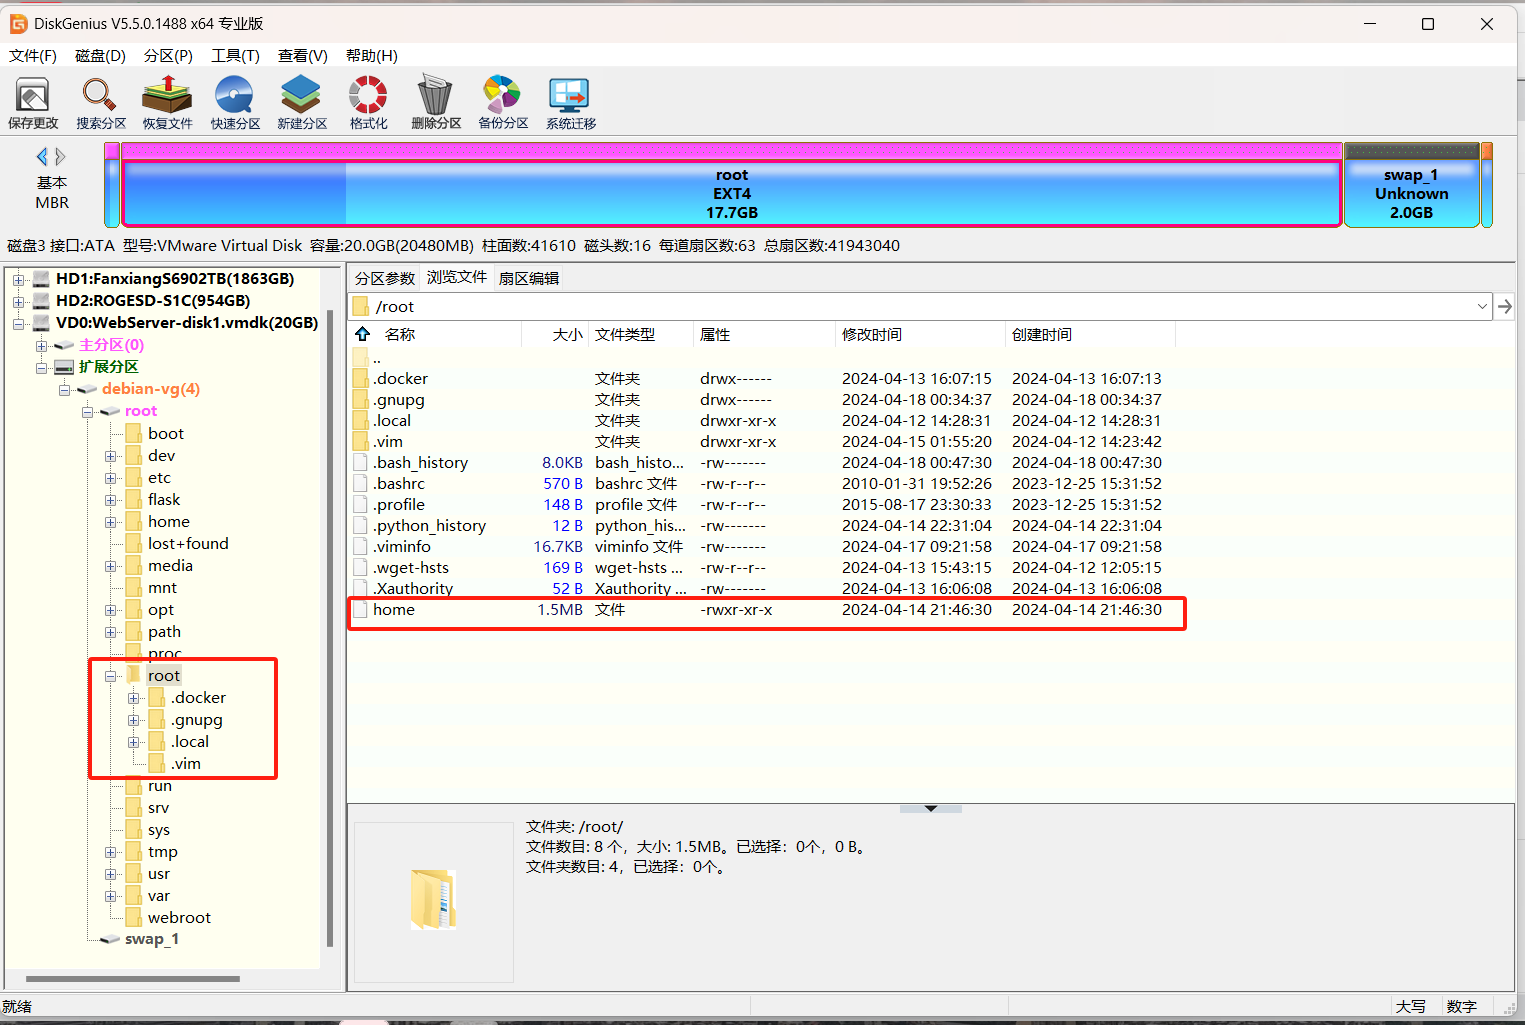 DiskGenius V5.5.0.1488 x64 专业版
文件(F) 磁盘(D) 分区(P) 工具(T) 查看(V) 帮助(H)
保存更改 搜索分区 恢复文件 快速分区 新建分区 格式化 删除分区 备份分区 系统迁移
基本
MBR
root
EXT4
17.7GB
swap_1
Unknown
2.0GB
磁盘3 接口:ATA 型号:VMware Virtual Disk 容量:20.0GB(20480MB) 柱面数:41610 磁头数:16 每道扇区数:63 总扇区数:41943040
HD1:FanxiangS6902TB(1863GB)
HD2:ROGESD-S1C(954GB)
VD0:WebServer-disk1.vmdk(20GB)
主分区(0)
扩展分区
debian-vg(4)
root
boot
dev
etc
flask
home
lost+found
media
mnt
opt
path
proc
root
.docker
.gnupg
.local
.vim
run
srv
sys
tmp
usr
var
webroot
swap_1
分区参数 浏览文件 扇区编辑
/root
名称 大小 文件类型 属性 修改时间 创建时间
..
.docker 文件夹 drwx------ 2024-04-13 16:07:15 2024-04-13 16:07:13
.gnupg 文件夹 drwx------ 2024-04-18 00:34:37 2024-04-18 00:34:37
.local 文件夹 drwxr-xr-x 2024-04-12 14:28:31 2024-04-12 14:28:31
.vim 文件夹 drwxr-xr-x 2024-04-15 01:55:20 2024-04-12 14:23:42
.bash_history 8.0KB bash_histo... -rw------- 2024-04-18 00:47:30 2024-04-18 00:47:30
.bashrc 570 B bashrc 文件 -rw-r--r-- 2010-01-31 19:52:26 2023-12-25 15:31:52
.profile 148 B profile 文件 -rw-r--r-- 2015-08-17 23:30:33 2023-12-25 15:31:52
.python_history 12 B python_his... -rw------- 2024-04-14 22:31:04 2024-04-14 22:31:04
.viminfo 16.7KB viminfo 文件 -rw------- 2024-04-17 09:21:58 2024-04-17 09:21:58
.wget-hsts 169 B wget-hsts ... -rw-r--r-- 2024-04-13 15:43:15 2024-04-12 12:05:15
.Xauthority 52 B Xauthority ... -rw------- 2024-04-13 16:06:08 2024-04-13 16:06:08
home 1.5MB 文件 -rwxr-xr-x 2024-04-14 21:46:30 2024-04-14 21:46:30
文件夹: /root/
文件数目: 8 个，大小: 1.5MB。已选择：0个，0 B。
文件夹数目: 4，已选择：0个。
就绪 大写 数字